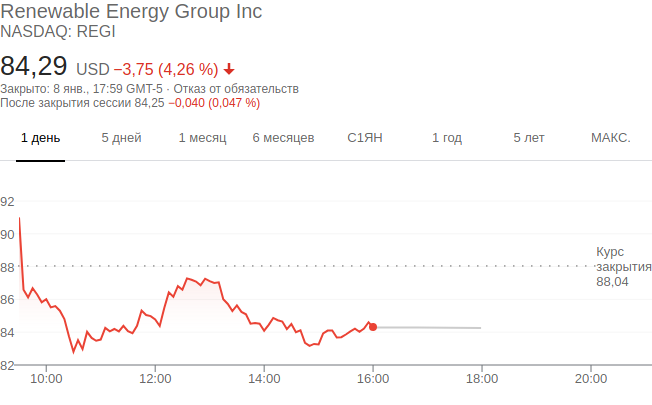 Renewable Energy Group Inc
NASDAQ: REGI
84,29 USD −3,75 (4,26 %)
Закрыто: 8 янв., 17:59 GMT-5 · Отказ от обязательств
После закрытия сессии 84,25 −0,040 (0,047 %)
1 день 5 дней 1 месяц 6 месяцев С1ЯН 1 год 5 лет МАКС.
92
90
88
86
84
82
Курс
закрытия
88,04
10:00 12:00 14:00 16:00 18:00 20:00